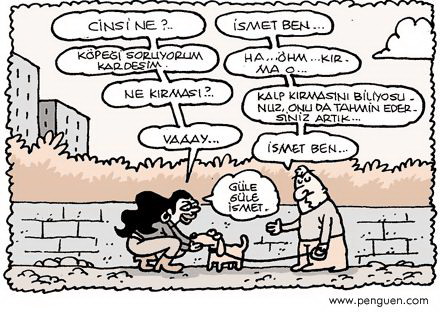 CİNSİ NE?..
İSMET BEN...
KÖPEĞİ SORUYORUM
KARDEŞİM...
HA...ÖHM...KIR-
MA O...
NE KIRMASI?..
KALP KIRMASINI BİLİYOSU-
NUZ, ONU DA TAHMİN EDER-
SİNİZ ARTIK...
VAAAY...
İSMET BEN...
GÜLE
GÜLE
İSMET.
www.penguen.com